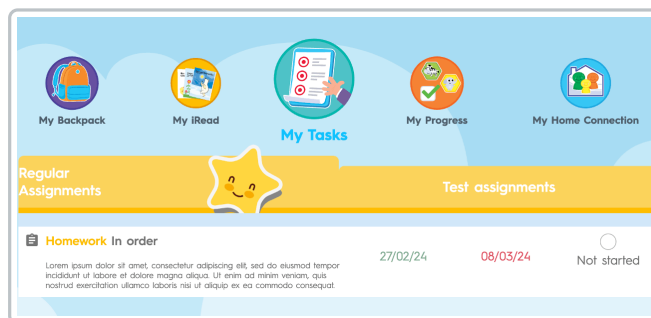 My Backpack
My iRead
My Tasks
My Progress
My Home Connection
Regular
Assignments
Test assignments
Homework In order
Lorem ipsum dolor sit amet, consectetur adipiscing elit, sed do eiusmod tempor
incididunt ut labore et dolore magna aliqua. Ut enim ad minim veniam, quis
nostrud exercitation ullamco laboris nisi ut aliquip ex ea commodo consequat.
27/02/24
08/03/24
Not started